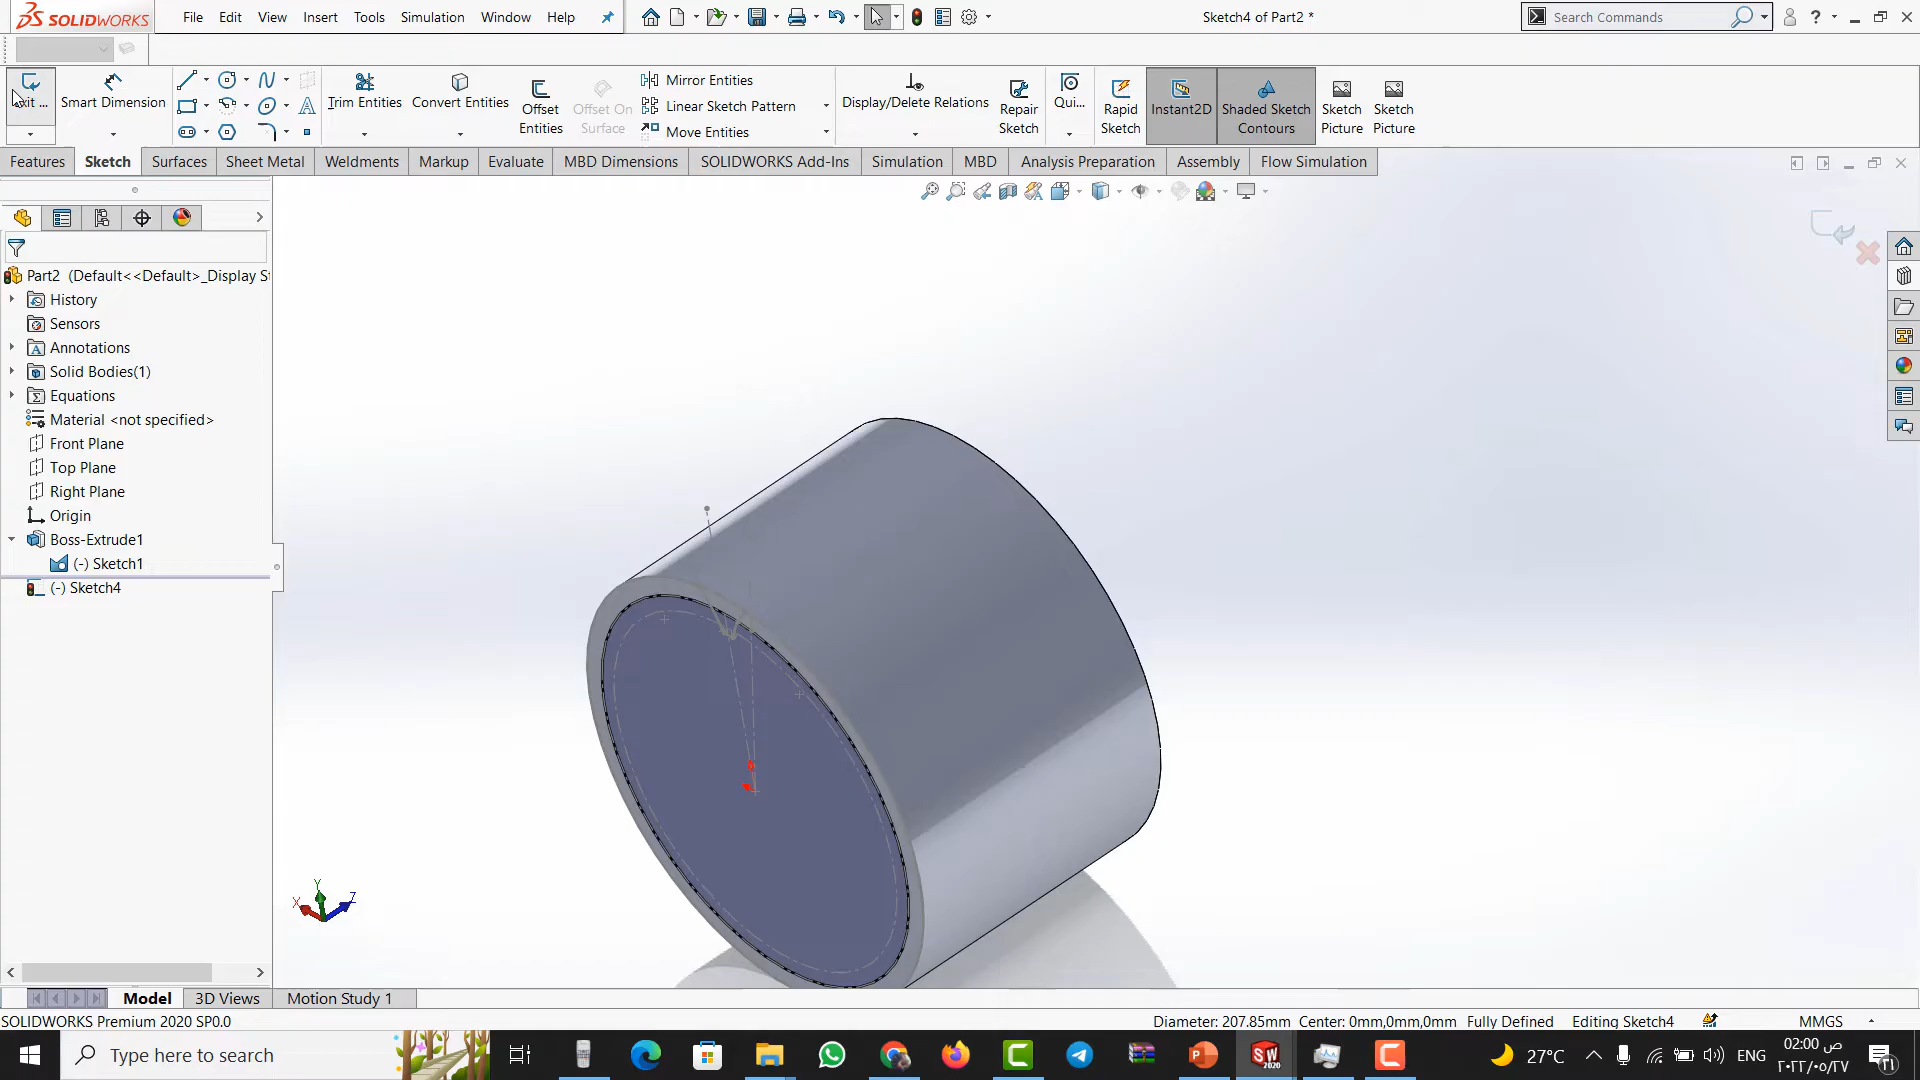 SOLIDWORKS
File Edit View Insert Tools Simulation Window Help
Sketch4 of Part2 *
Search Commands
Smart Dimension
Trim Entities
Convert Entities
Offset Entities
Offset On Surface
Mirror Entities
Linear Sketch Pattern
Move Entities
Display/Delete Relations
Repair Sketch
Qui...
Rapid Sketch
Instant2D
Shaded Sketch Contours
Sketch Picture
Sketch Picture
Features Sketch Surfaces Sheet Metal Weldments Markup Evaluate MBD Dimensions SOLIDWORKS Add-Ins Simulation MBD Analysis Preparation Assembly Flow Simulation
Part2 (Default<<Default>_Display S
History
Sensors
Annotations
Solid Bodies(1)
Equations
Material <not specified>
Front Plane
Top Plane
Right Plane
Origin
Boss-Extrude1
(-) Sketch1
(-) Sketch4
Y
X
Z
Model 3D Views Motion Study 1
SOLIDWORKS Premium 2020 SP0.0
Diameter: 207.85mm Center: 0mm,0mm,0mm Fully Defined Editing Sketch4 MMGS
Type here to search
27°C
ENG
02:00 ص
٢٠٢٢/٠٥/٢٧